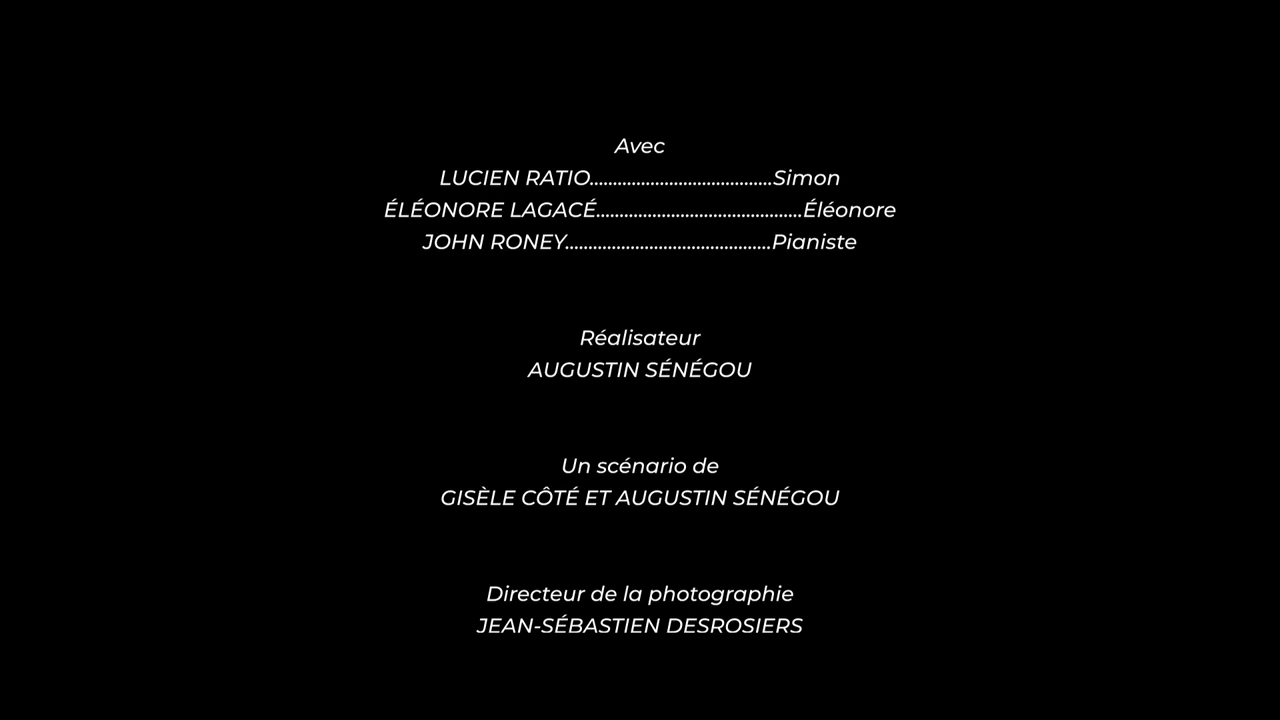 Avec
LUCIEN RATIO.......................................Simon
ÉLÉONORE LAGACÉ............................................Éléonore
JOHN RONEY............................................Pianiste
Réalisateur
AUGUSTIN SÉNÉGOU
Un scénario de
GISÈLE CÔTÉ ET AUGUSTIN SÉNÉGOU
Directeur de la photographie
JEAN-SÉBASTIEN DESROSIERS